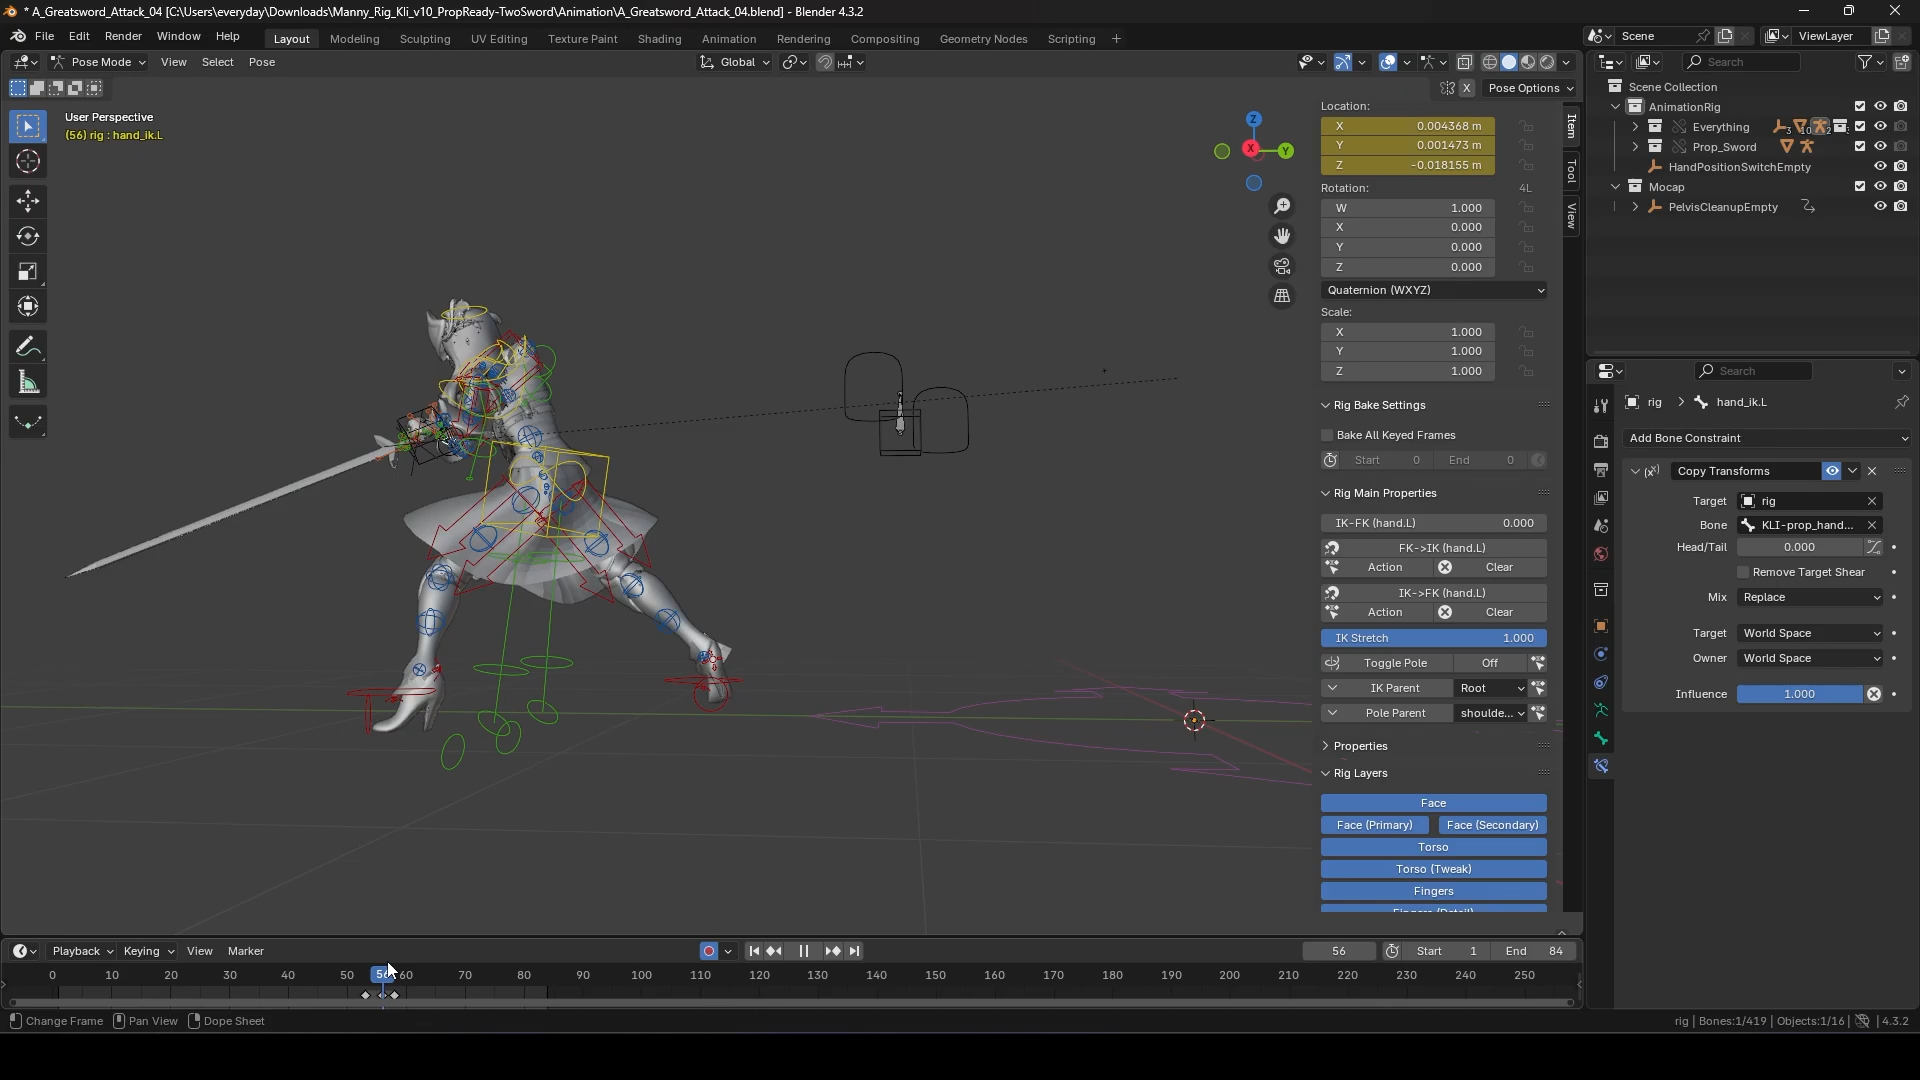 * A_Greatsword_Attack_04 [C:\Users\everyday\Downloads\Manny_Rig_Kli_v10_PropReady-TwoSword\Animation\A_Greatsword_Attack_04.blend] - Blender 4.3.2
File Edit Render Window Help Layout Modeling Sculpting UV Editing Texture Paint Shading Animation Rendering Compositing Geometry Nodes Scripting + Scene ViewLayer
Pose Mode View Select Pose Global Search
X Pose Options
Scene Collection
AnimationRig
Everything
Prop_Sword
HandPositionSwitchEmpty
Mocap
PelvisCleanupEmpty
User Perspective
(56) rig : hand_ik.L
Z
X
Y
Item
Tool
View
Location:
X 0.004368 m
Y 0.001473 m
Z -0.018155 m
Rotation: 4L
W 1.000
X 0.000
Y 0.000
Z 0.000
Quaternion (WXYZ)
Scale:
X 1.000
Y 1.000
Z 1.000
Rig Bake Settings
Bake All Keyed Frames
Start 0 End 0
Rig Main Properties
IK-FK (hand.L) 0.000
FK->IK (hand.L)
Action Clear
IK->FK (hand.L)
Action Clear
IK Stretch 1.000
Toggle Pole Off
IK Parent Root
Pole Parent shoulde...
Properties
Rig Layers
Face
Face (Primary) Face (Secondary)
Torso
Torso (Tweak)
Fingers
Search
rig hand_ik.L
Add Bone Constraint
Copy Transforms
Target rig
Bone KLI-prop_hand...
Head/Tail 0.000
Remove Target Shear
Mix Replace
Target World Space
Owner World Space
Influence 1.000
Playback Keying View Marker 56 Start 1 End 84
0 10 20 30 40 50 56 60 70 80 90 100 110 120 130 140 150 160 170 180 190 200 210 220 230 240 250
Change Frame Pan View Dope Sheet rig | Bones:1/419 | Objects:1/16 | 4.3.2